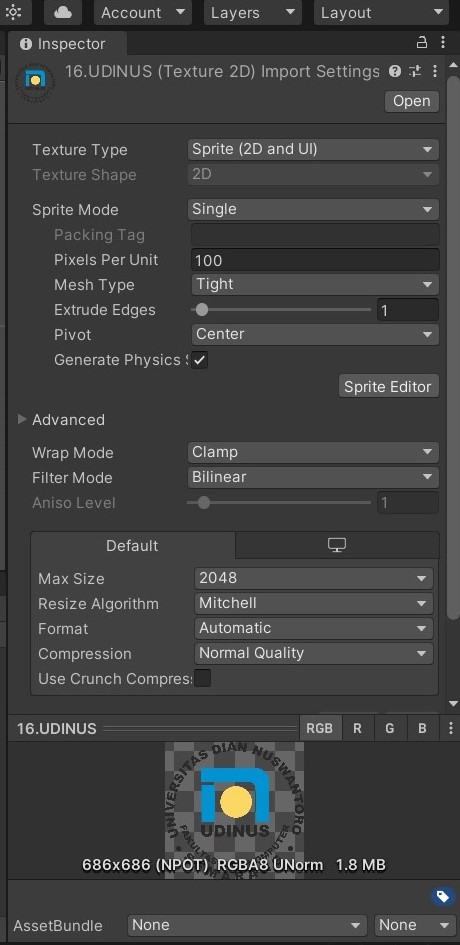 Account Layers Layout
Inspector
16.UDINUS (Texture 2D) Import Settings
Open
Texture Type Sprite (2D and UI)
Texture Shape 2D
Sprite Mode Single
Packing Tag
Pixels Per Unit 100
Mesh Type Tight
Extrude Edges 1
Pivot Center
Generate Physics S
Sprite Editor
Advanced
Wrap Mode Clamp
Filter Mode Bilinear
Aniso Level 1
Default
Max Size 2048
Resize Algorithm Mitchell
Format Automatic
Compression Normal Quality
Use Crunch Compres
16.UDINUS RGB R G B
UNIVERSITAS DIAN NUSWANTORO
UDINUS
686x686 (NPOT) RGBA8 UNorm 1.8 MB
AssetBundle None None